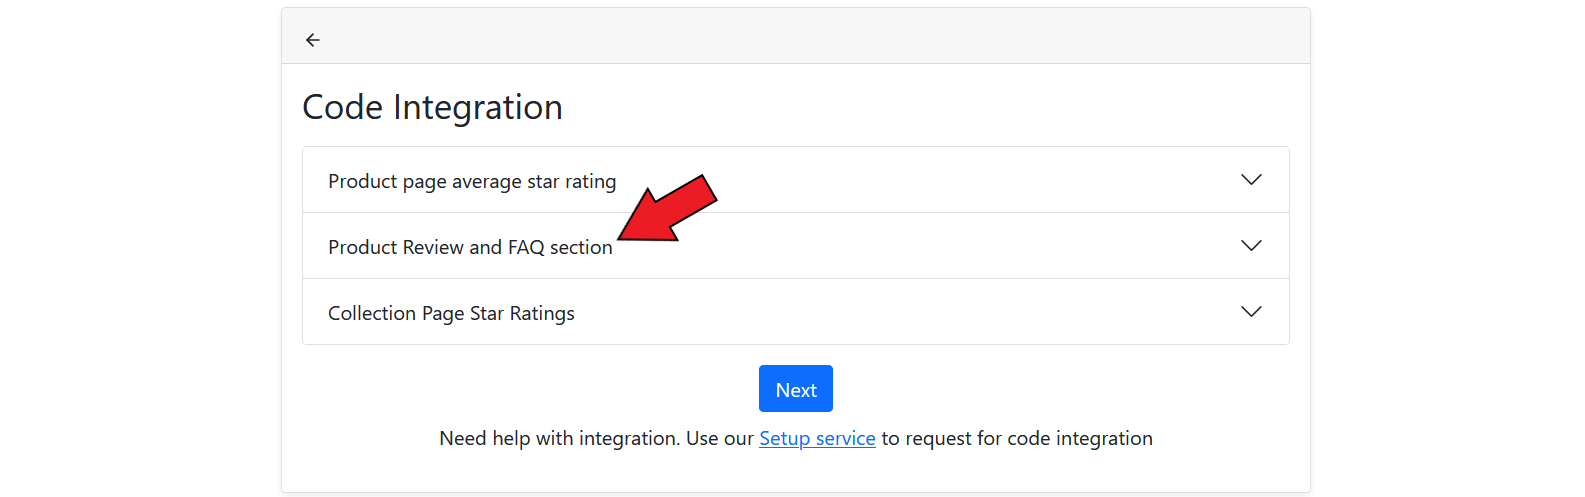 Code Integration
Product page average star rating
Product Review and FAQ section
Collection Page Star Ratings
Next
Need help with integration. Use our Setup service to request for code integration